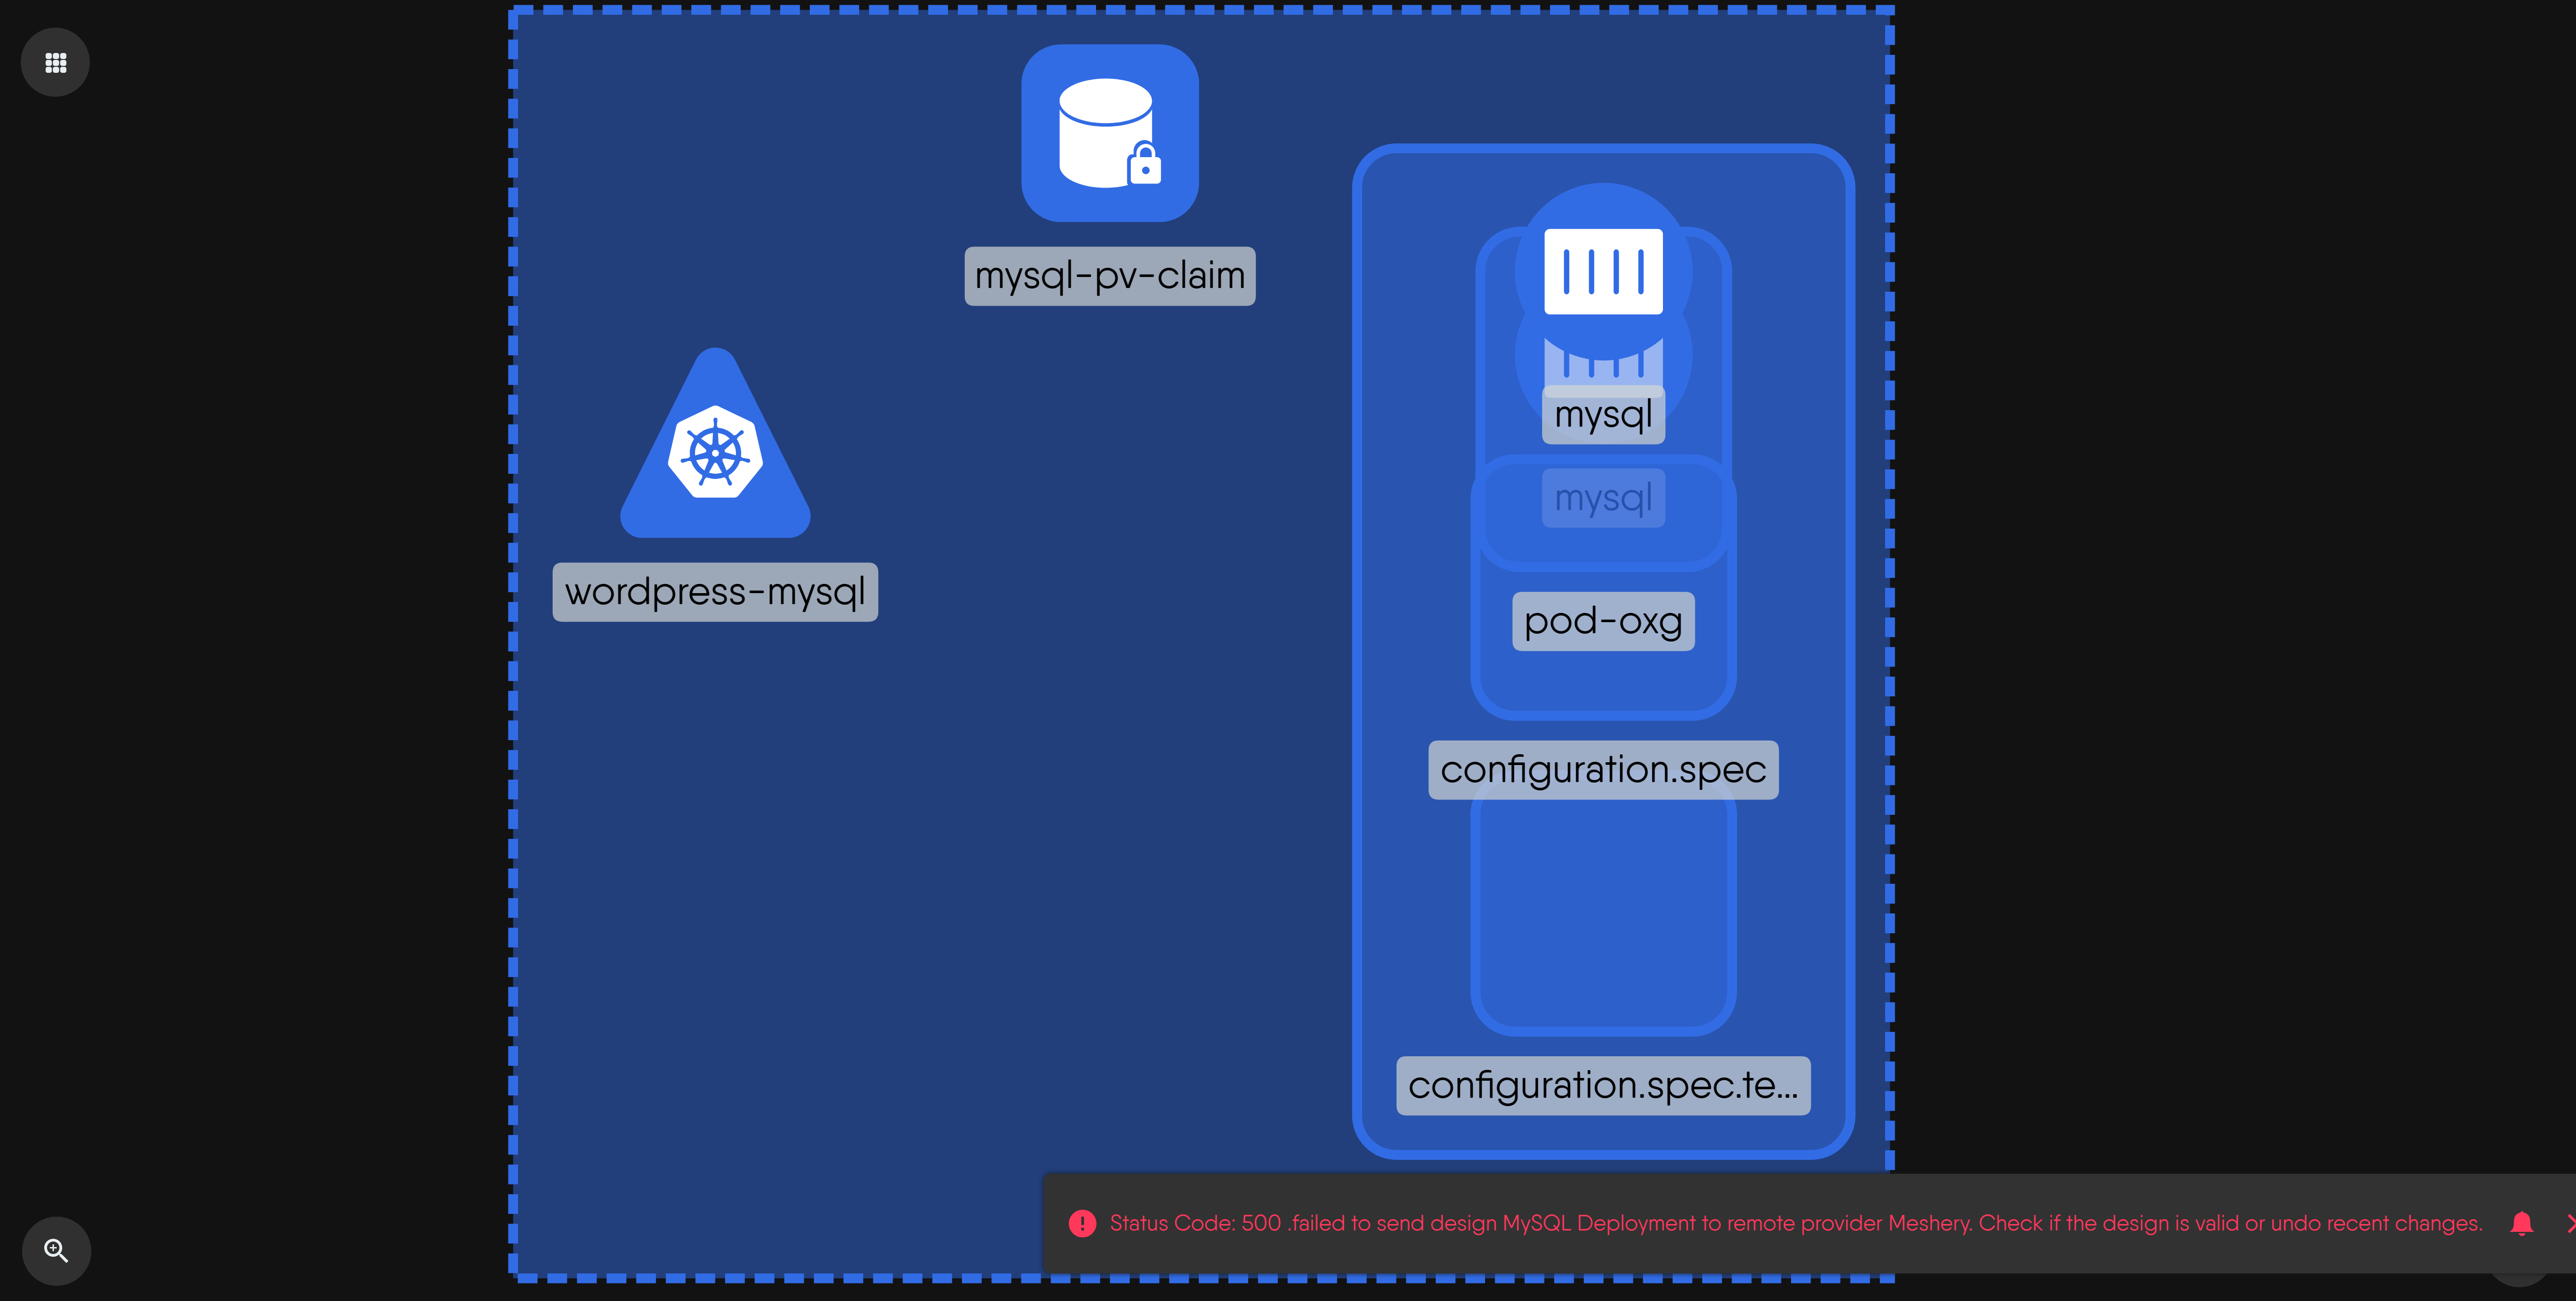 mysql-pv-claim
wordpress-mysql
mysql
mysql
pod-oxg
configuration.spec
configuration.spec.te...
Status Code: 500 .failed to send design MySQL Deployment to remote provider Meshery. Check if the design is valid or undo recent changes.